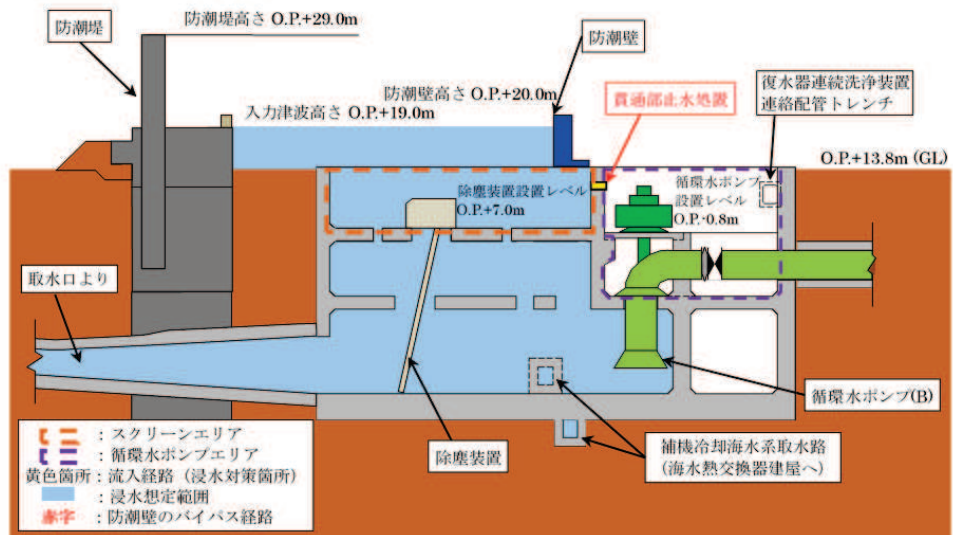 防潮堤
防潮堤高さ O.P.+29.0m
防潮壁
防潮壁高さ O.P.+20.0m
入力津波高さ O.P.+19.0m
貫通部止水処置
復水器連続洗浄装置
連絡配管トレンチ
O.P.+13.8m (GL)
除塵装置設置レベル
O.P.+7.0m
循環水ポンプ
設置レベル
O.P.-0.8m
取水口より
循環水ポンプ(B)
除塵装置
補機冷却海水系取水路
(海水熱交換器建屋へ)
：スクリーンエリア
：循環水ポンプエリア
黄色箇所：流入経路（浸水対策箇所）
：浸水想定範囲
赤字：防潮壁のバイパス経路